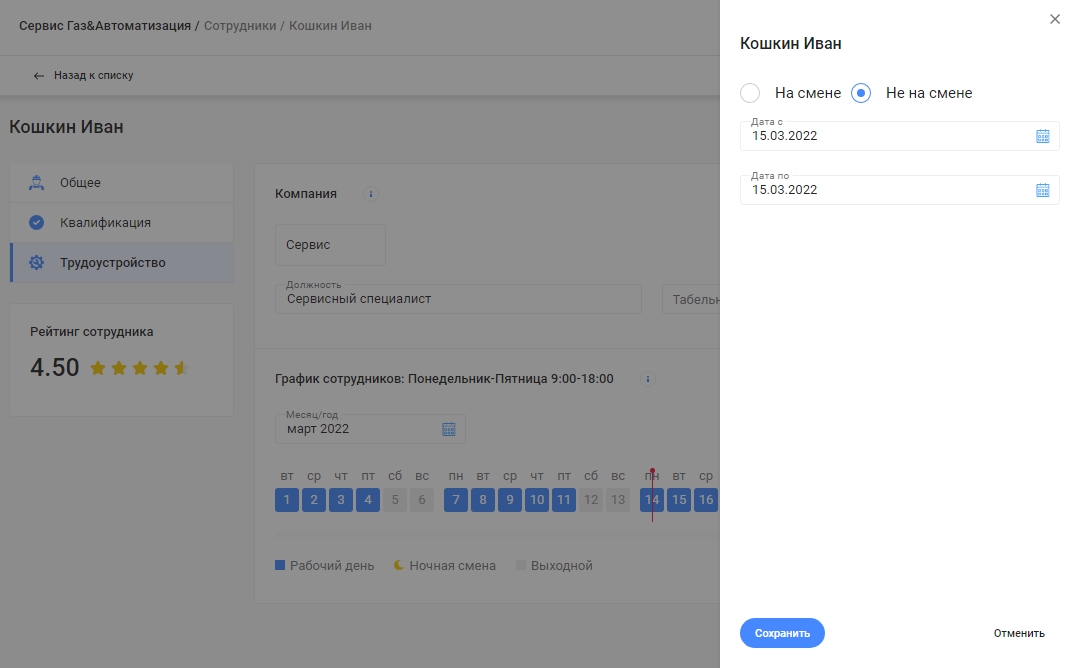 Сервис Газ&Автоматизация / Сотрудники / Кошкин Иван
Назад к списку
Кошкин Иван
Общее
Квалификация
Трудоустройство
Рейтинг сотрудника
4.50
Компания
Сервис
Должность
Сервисный специалист
Табельн
График сотрудников: Понедельник-Пятница 9:00-18:00
Месяц/год
март 2022
вт ср чт пт сб вс пн вт ср чт пт сб вс пн вт ср
1 2 3 4 5 6 7 8 9 10 11 12 13 14 15 16
Рабочий день Ночная смена Выходной
Кошкин Иван
На смене Не на смене
Дата с
15.03.2022
Дата по
15.03.2022
Сохранить Отменить